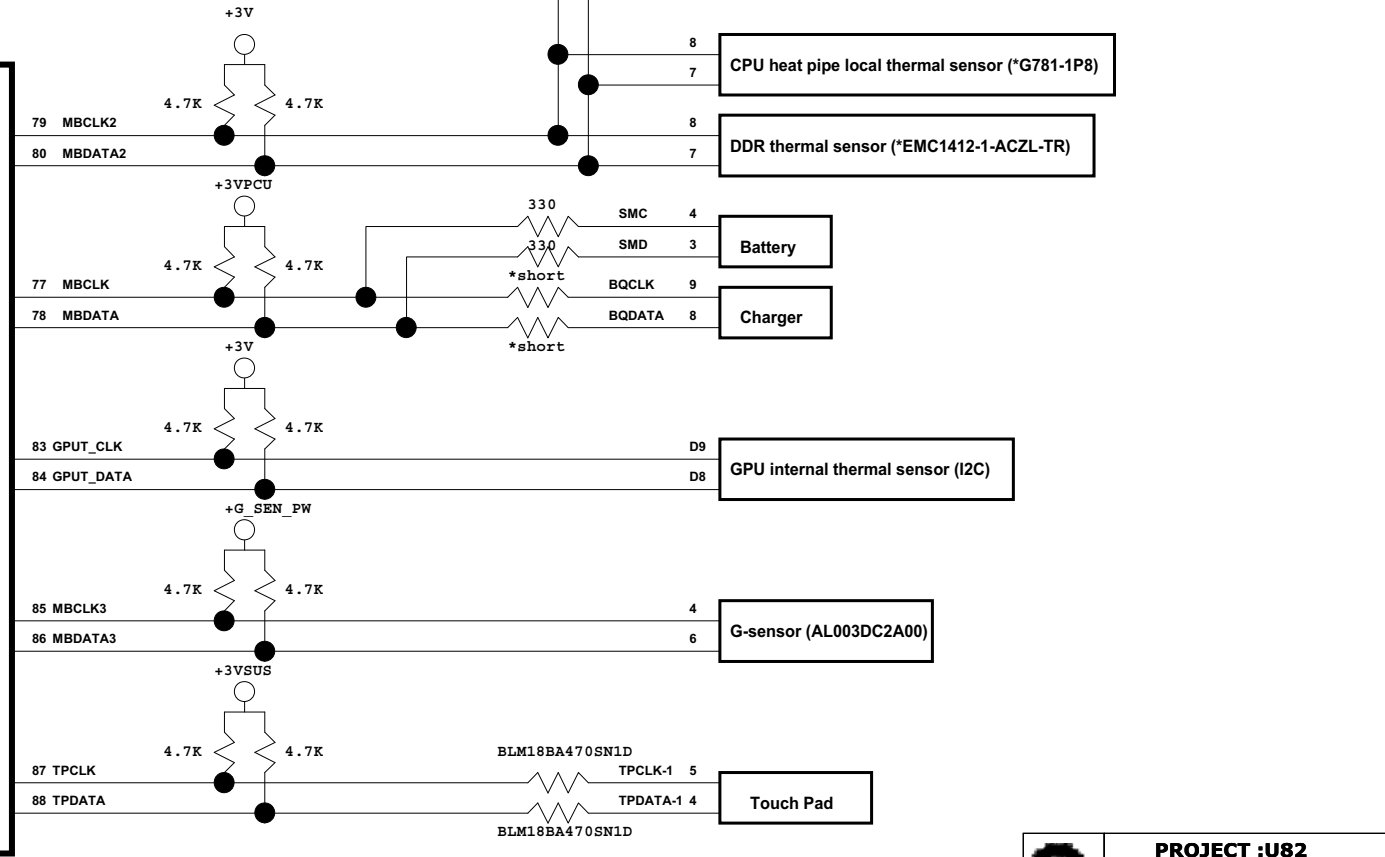 +3V
8
CPU heat pipe local thermal sensor (*G781-1P8)
7
4.7K 4.7K
79 MBCLK2 8
DDR thermal sensor (*EMC1412-1-ACZL-TR)
80 MBDATA2 7
+3VPCU
330 SMC 4
330 SMD 3
Battery
4.7K 4.7K
*short
77 MBCLK BQCLK 9
78 MBDATA BQDATA 8
Charger
*short
+3V
4.7K 4.7K
83 GPUT_CLK D9
GPU internal thermal sensor (I2C)
84 GPUT_DATA D8
+G_SEN_PW
4.7K 4.7K
85 MBCLK3 4
G-sensor (AL003DC2A00)
86 MBDATA3 6
+3VSUS
4.7K 4.7K
BLM18BA470SN1D
87 TPCLK TPCLK-1 5
88 TPDATA TPDATA-1 4
Touch Pad
BLM18BA470SN1D
PROJECT :U82